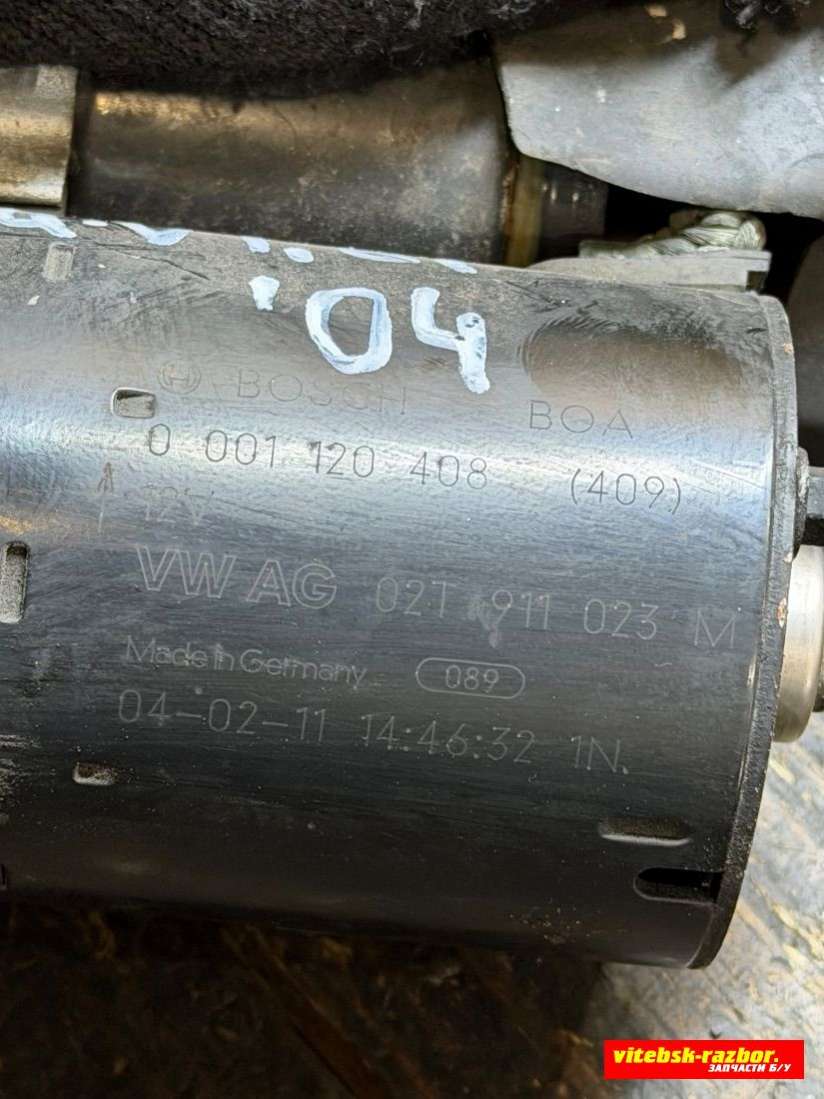 '04
BOSCH BOA
0 001 120 408 (409)
12V
VW AG 021 911 023 M
Made in Germany 089
04-02-11 14:46:32 1N.
vitebsk-razbor.
ЗАПЧАСТИ Б/У